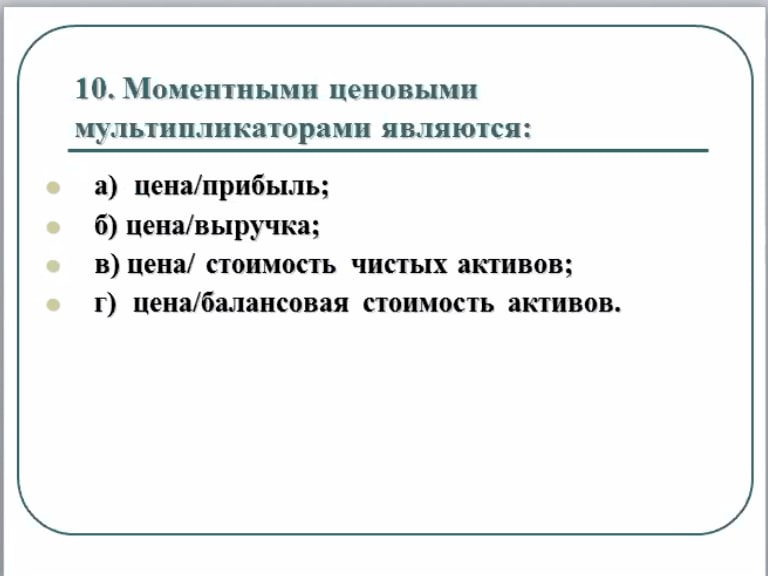 10. Моментными ценовыми
мультипликаторами являются:
а) цена/прибыль;
б) цена/выручка;
в) цена/ стоимость чистых активов;
г) цена/балансовая стоимость активов.